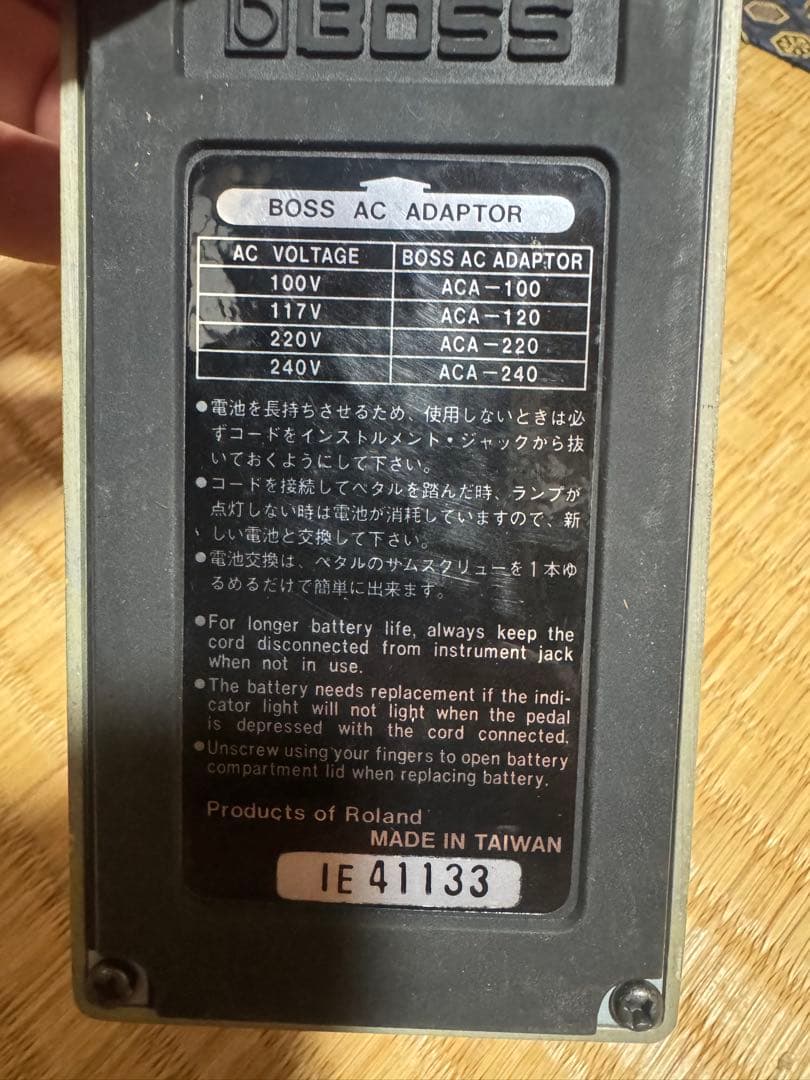 BOSS
BOSS AC ADAPTOR
AC VOLTAGE BOSS AC ADAPTOR
100V ACA-100
117V ACA-120
220V ACA-220
240V ACA-240
●電池を長持ちさせるため、使用しないときは必
ずコードをインストルメント・ジャックから抜
いておくようにして下さい。
●コードを接続してペタルを踏んだ時、ランプが
点灯しない時は電池が消耗していますので、新
しい電池と交換して下さい。
●電池交換は、ペタルのサムスクリューを1本ゆ
るめるだけで簡単に出来ます。
●For longer battery life, always keep the
cord disconnected from instrument jack
when not in use.
●The battery needs replacement if the indi-
cator light will not light when the pedal
is depressed with the cord connected.
●Unscrew using your fingers to open battery
compartment lid when replacing battery.
Products of Roland
MADE IN TAIWAN
IE 41133